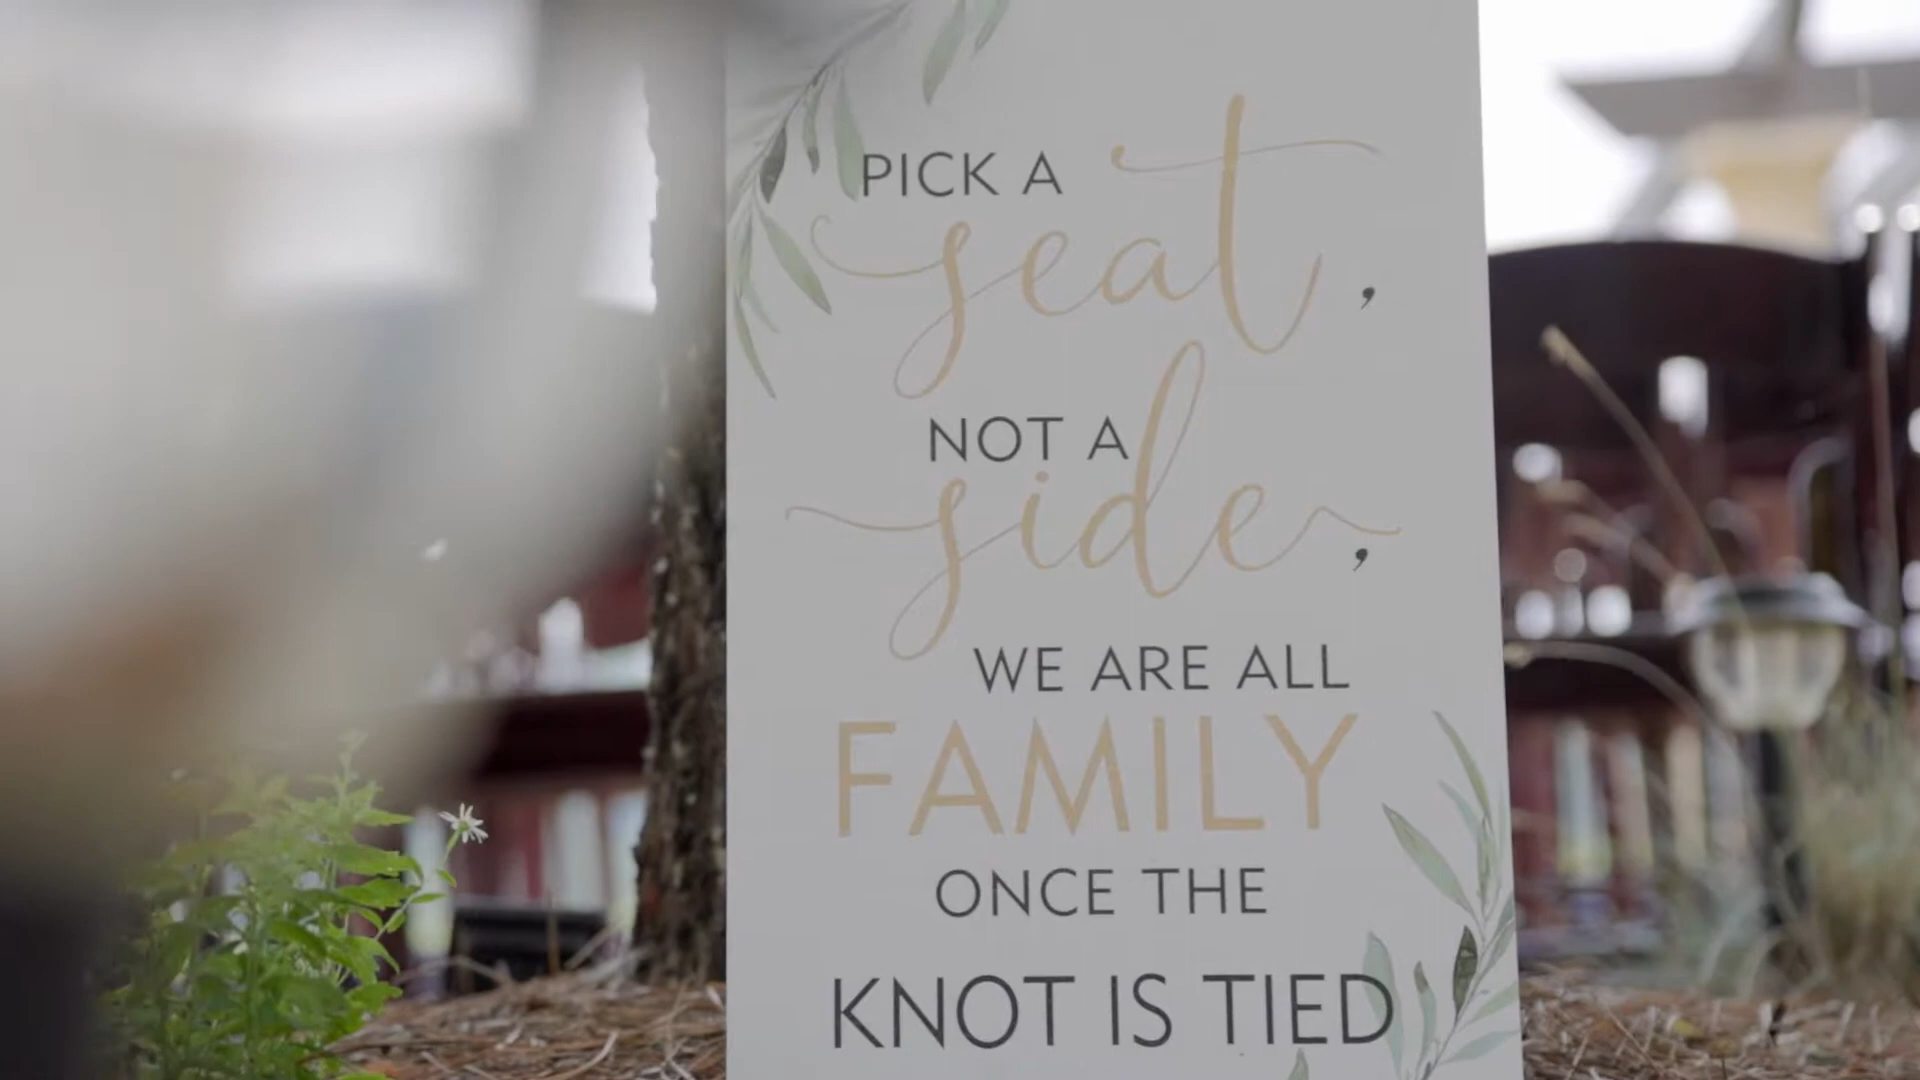 PICK A
seat,
NOT A
side,
WE ARE ALL
FAMILY
ONCE THE
KNOT IS TIED